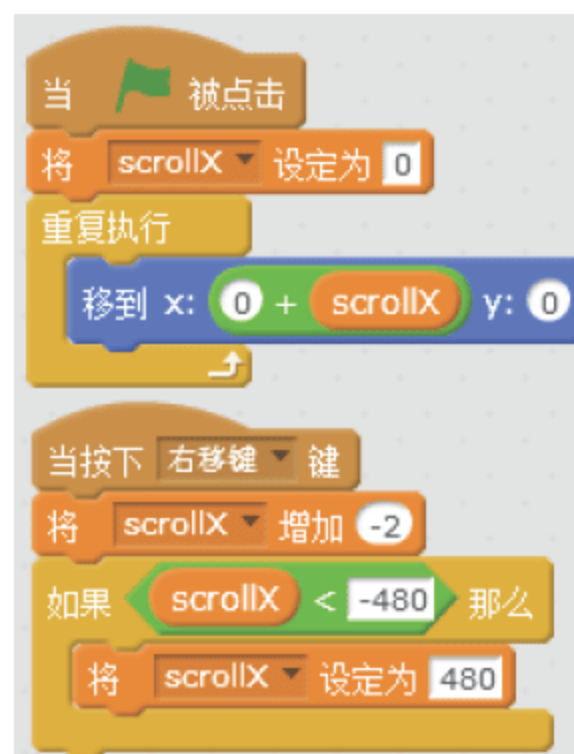 当 被点击
将 scrollX 设定为 0
重复执行
移到 x: 0 + scrollX y: 0
当按下 右移键 键
将 scrollX 增加 -2
如果 scrollX < -480 那么
将 scrollX 设定为 480